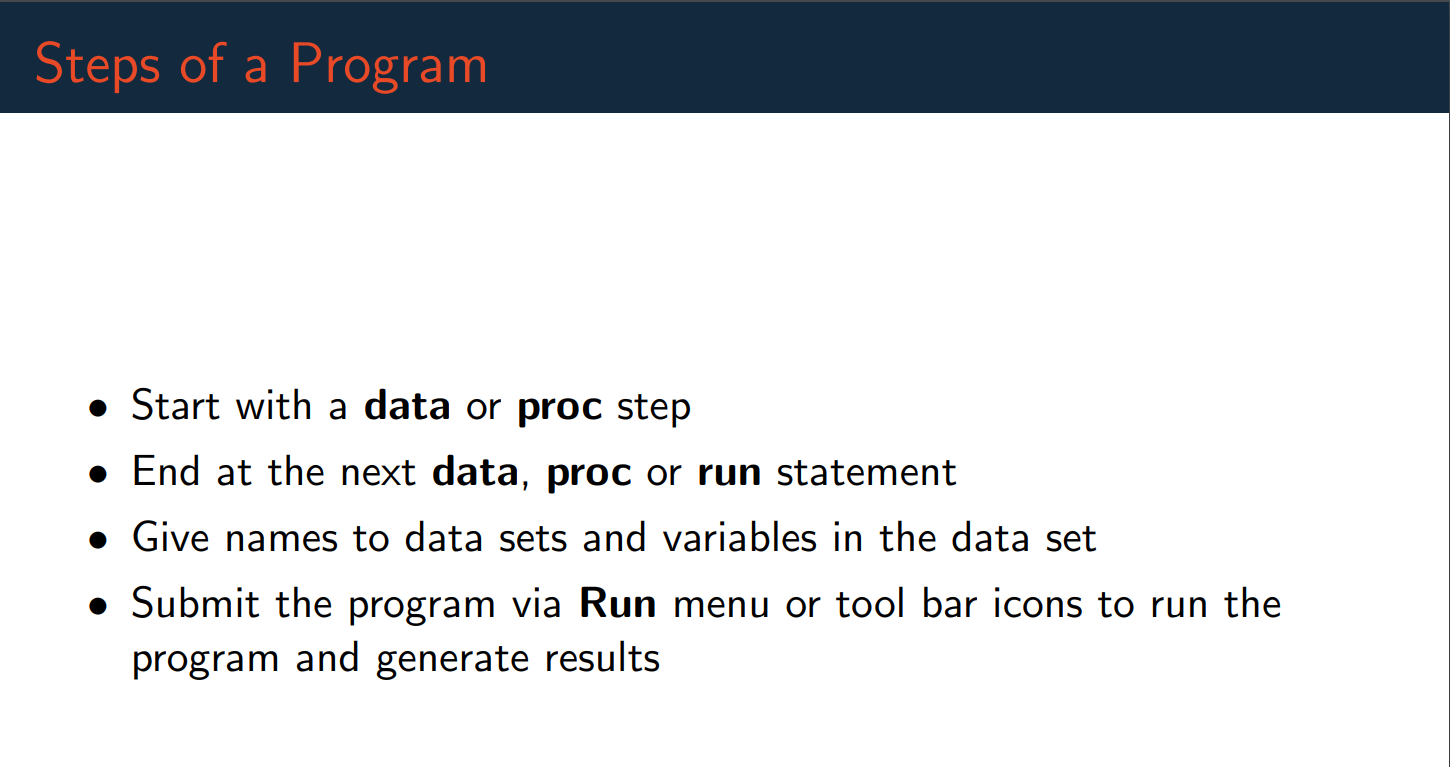 Steps of a Program
• Start with a data or proc step
• End at the next data, proc or run statement
• Give names to data sets and variables in the data set
• Submit the program via Run menu or tool bar icons to run the
program and generate results